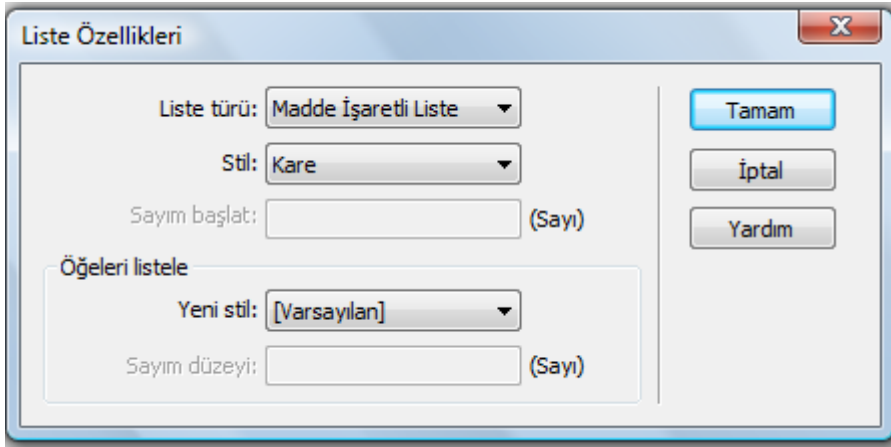 Liste Özellikleri
Liste türü: Madde İşaretli Liste
Tamam
Stil: Kare
İptal
Sayım başlat: (Sayı)
Yardım
Öğeleri listele
Yeni stil: [Varsayılan]
Sayım düzeyi: (Sayı)